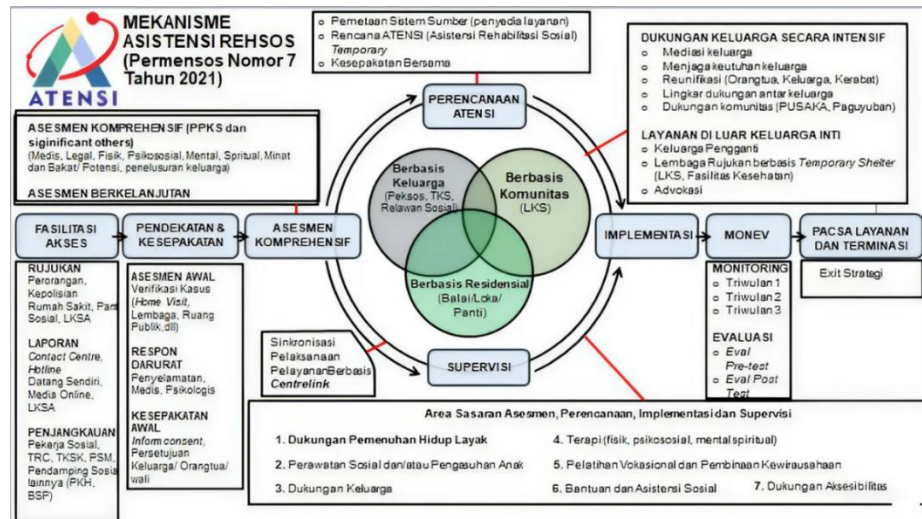 MEKANISME
ASISTENSI REHSOS
(Permensos Nomor 7
Tahun 2021)
ATENSI
o Pemetaan Sistem Sumber (penyedia layanan)
o Rencana ATENSI (Asistensi Rehabilitasi Sosial)
Temporary
o Kesepakatan Bersama
DUKUNGAN KELUARGA SECARA INTENSIF
o Mediasi keluarga
o Menjaga keutuhan keluarga
o Reunifikasi (Orangtua, Keluarga, Kerabat)
o Lingkar dukungan antar keluarga
o Dukungan komunitas (PUSAKA, Paguyuban)
LAYANAN DI LUAR KELUARGA INTI
o Keluarga Pengganti
o Lembaga Rujukan berbasis Temporary Shelter
(LKS, Fasilitas Kesehatan)
o Advokasi
ASESMEN KOMPREHENSIF (PPKS dan
siginificant others)
(Medis, Legal, Fisik, Psikososial, Mental, Spritual, Minat
dan Bakat/ Potensi, penelusuran keluarga)
ASESMEN BERKELANJUTAN
PERENCANAAN
ATENSI
Berbasis
Keluarga
(Peksos, TKS,
Relawan Sosial)
Berbasis
Komunitas
(LKS)
Berbasis Residensial
(Balai/Loka/
Panti)
FASILITASI
AKSES
PENDEKATAN &
KESEPAKATAN
ASESMEN
KOMPREHENSIF
IMPLEMENTASI
MONEV
PACSA LAYANAN
DAN TERMINASI
RUJUKAN
Perorangan,
Kepolisian
Rumah Sakit, Pant
Sosial, LKSA
LAPORAN
Contact Centre,
Hotline
Datang Sendiri,
Media Online,
LKSA
PENJANGKAUAN
Pekerja Sosial,
TRC, TKSK, PSM,
Pendamping Sosia
lainnya (PKH,
BSP)
ASESMEN AWAL
Verifikasi Kasus
(Home Visit,
Lembaga, Ruang
Publik,dll)
RESPON
DARURAT
Penyelamatan,
Medis, Psikologis
KESEPAKATAN
AWAL
Inform consent,
Persetujuan
Keluarga/ Orangtua/
wali
Sinkronisasi
Pelaksanaan
Pelayanan Berbasis
Centrelink
SUPERVISI
MONITORING
o Triwulan 1
o Triwulan 2
o Triwulan 3
EVALUASI
o Eval
Pre-test
o Eval Post
Test
Exit Strategi
Area Sasaran Asesmen, Perencanaan, Implementasi dan Supervisi
1. Dukungan Pemenuhan Hidup Layak
2. Perawatan Sosial dan/atau Pengasuhan Anak
3. Dukungan Keluarga
4. Terapi (fisik, psikososial, mental spiritual)
5. Pelatihan Vokasional dan Pembinaan Kewirausahaan
6. Bantuan dan Asistensi Sosial
7. Dukungan Aksesibilitas